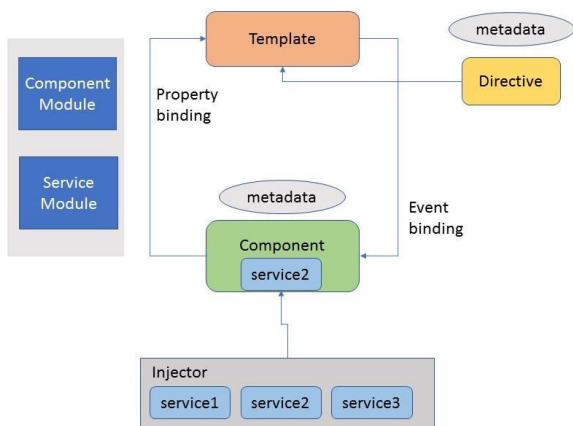 Template
metadata
Directive
Component
Module
Service
Module
Property
binding
metadata
Event
binding
Component
service2
Injector
service1
service2
service3